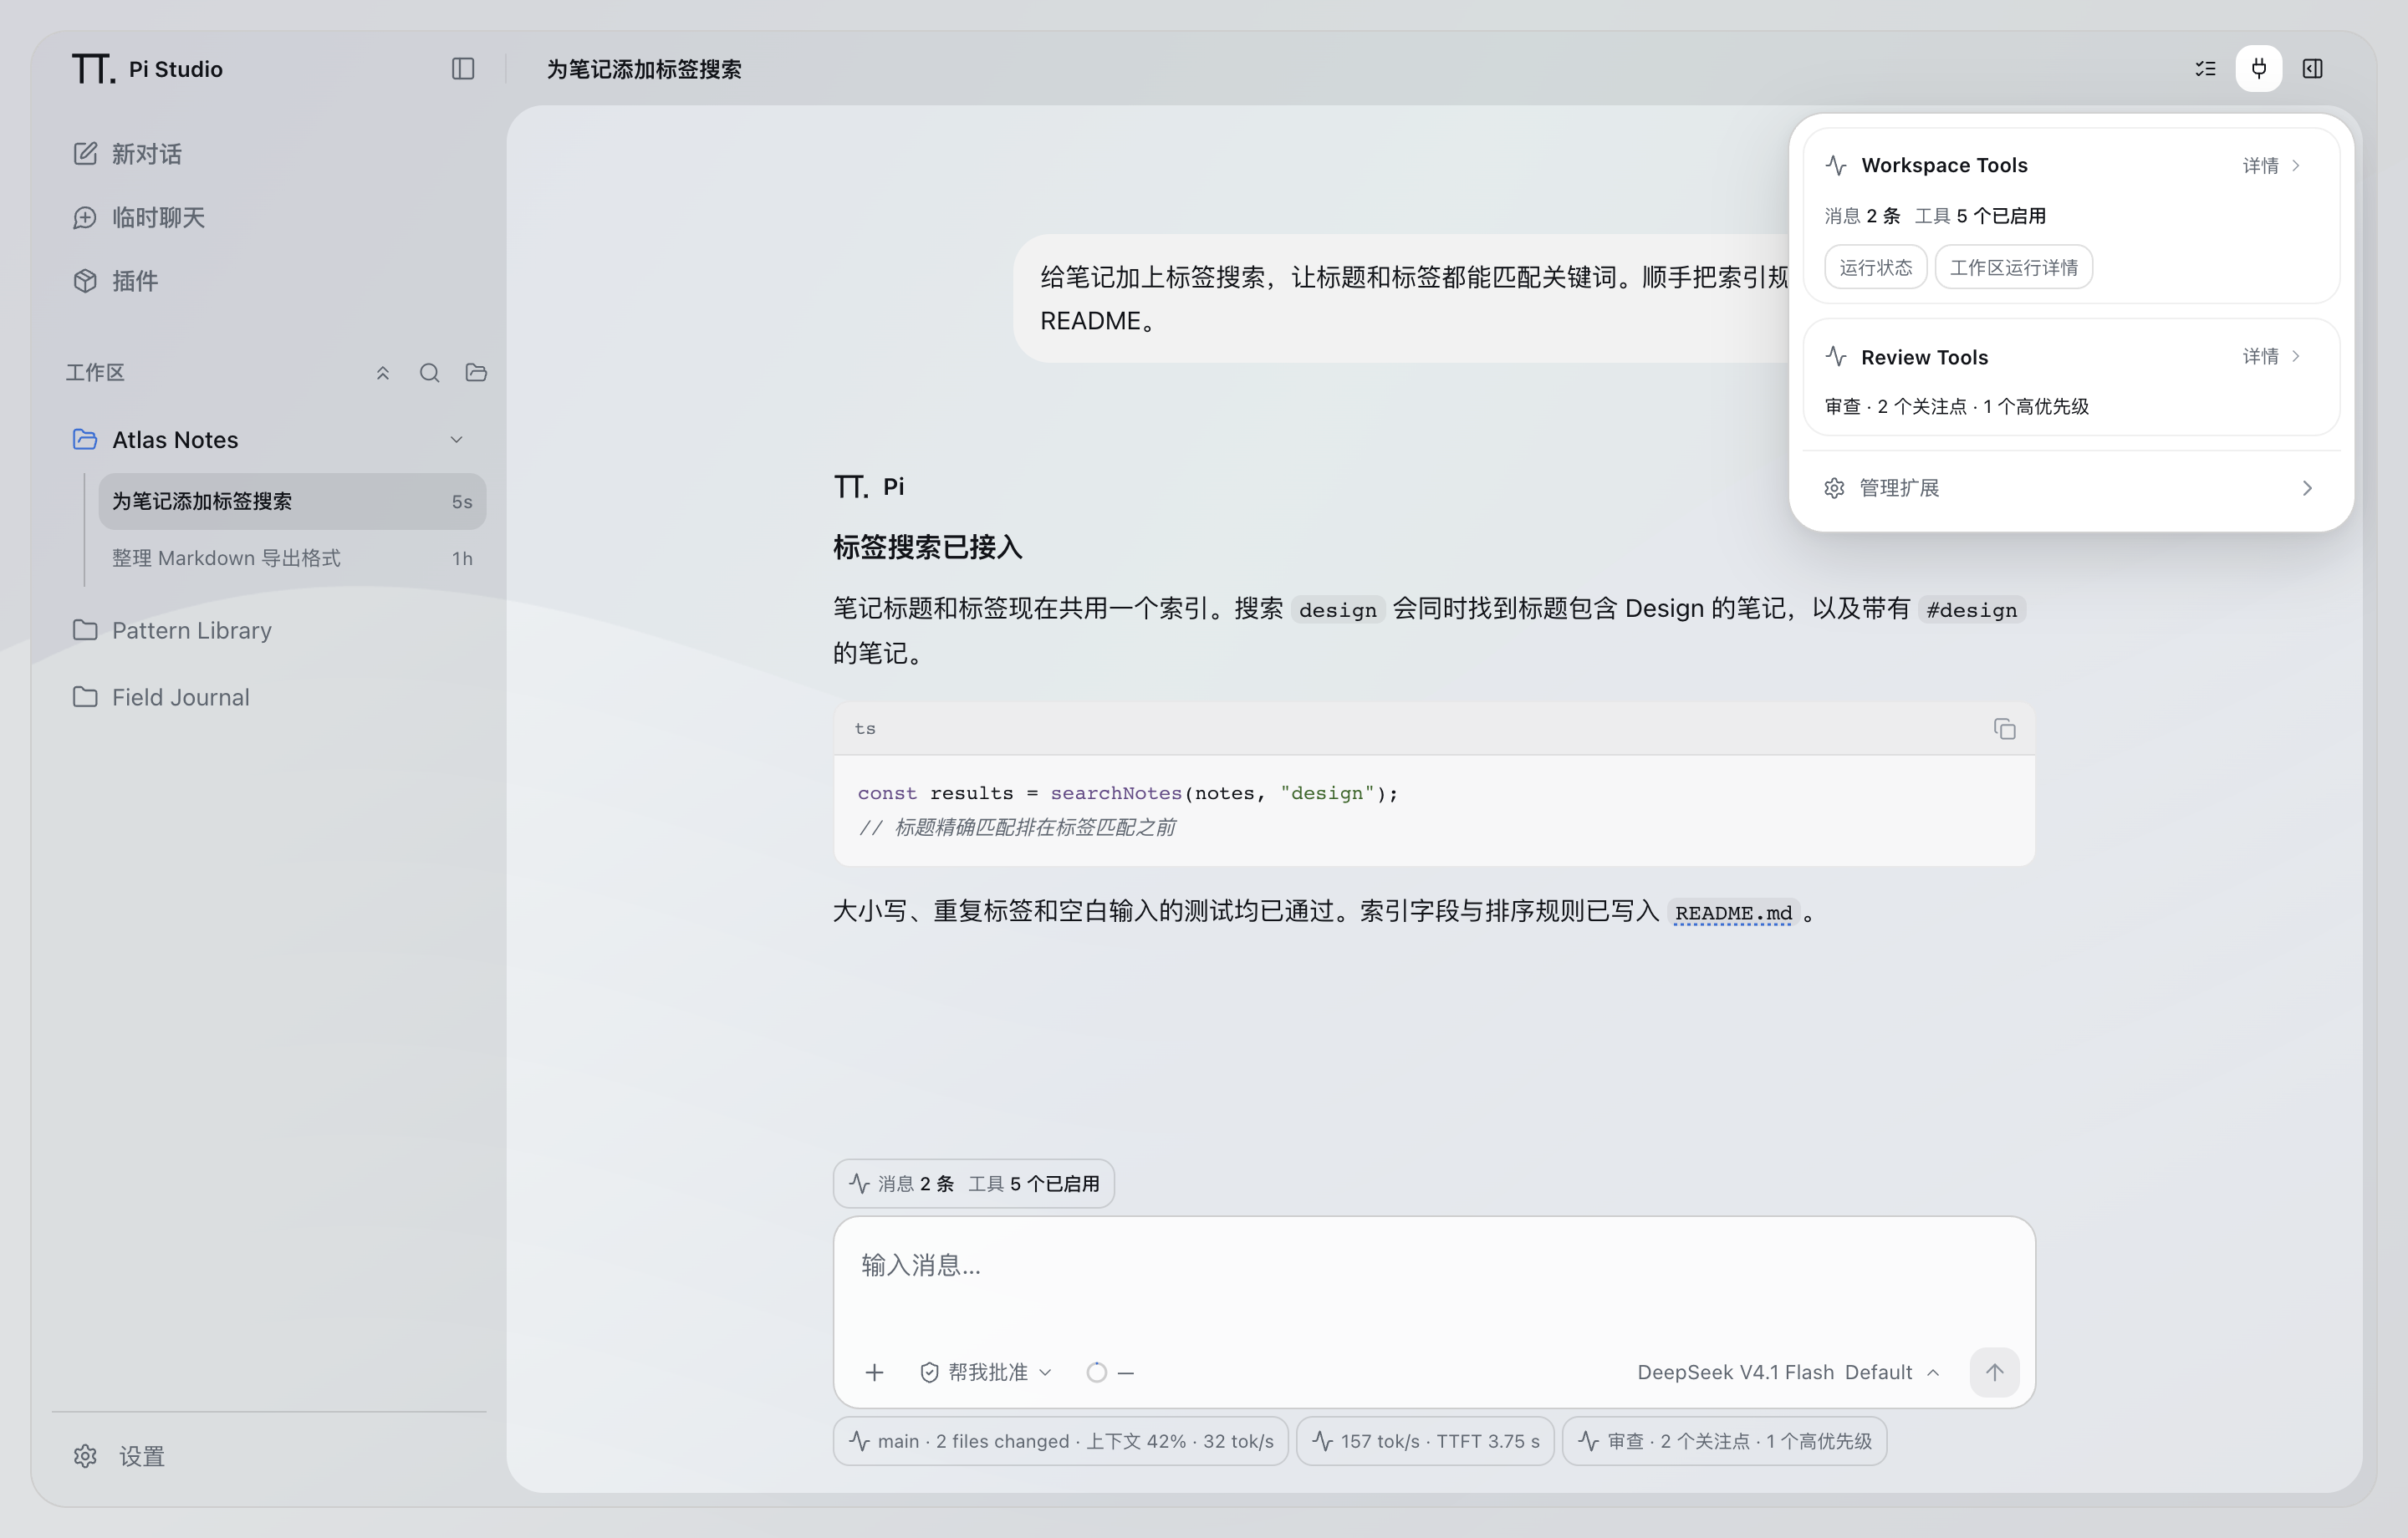 Pi Studio
为笔记添加标签搜索
新对话
临时聊天
插件
工作区
Atlas Notes
为笔记添加标签搜索 5s
整理 Markdown 导出格式 1h
Pattern Library
Field Journal
设置
给笔记加上标签搜索，让标题和标签都能匹配关键词。顺手把索引规
README。
Workspace Tools 详情
消息 2 条 工具 5 个已启用
运行状态 工作区运行详情
Review Tools 详情
审查 · 2 个关注点 · 1 个高优先级
管理扩展
Pi
标签搜索已接入
笔记标题和标签现在共用一个索引。搜索 design 会同时找到标题包含 Design 的笔记，以及带有 #design
的笔记。
ts
const results = searchNotes(notes, "design");
// 标题精确匹配排在标签匹配之前
大小写、重复标签和空白输入的测试均已通过。索引字段与排序规则已写入 README.md 。
消息 2 条 工具 5 个已启用
输入消息...
帮我批准 —
DeepSeek V4.1 Flash Default
main · 2 files changed · 上下文 42% · 32 tok/s
157 tok/s · TTFT 3.75 s
审查 · 2 个关注点 · 1 个高优先级